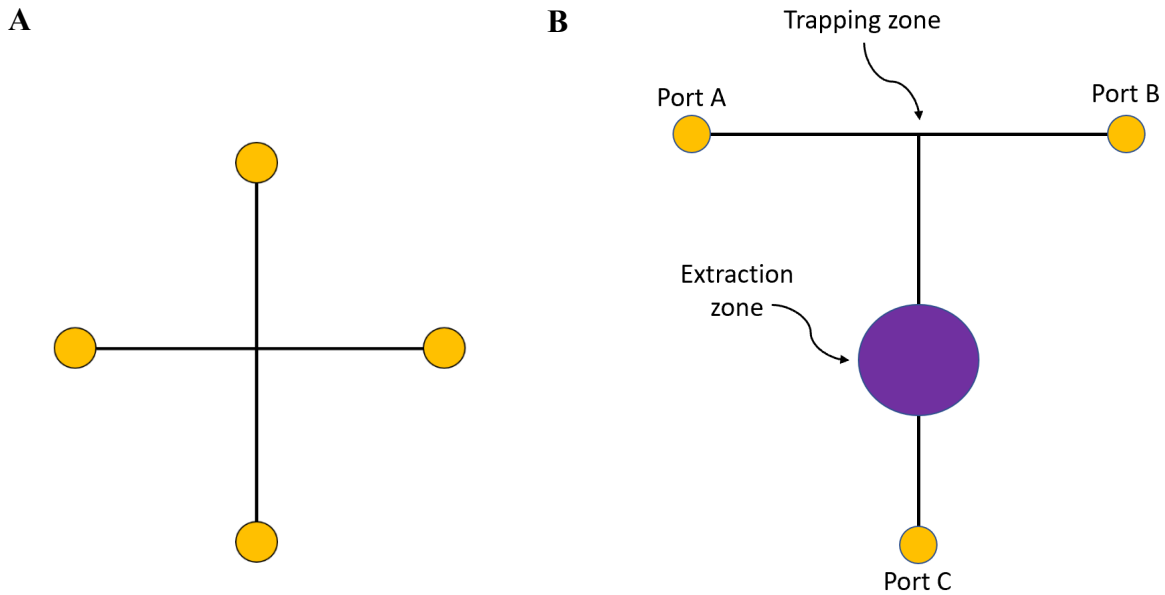 A
B
Trapping zone
Port A
Port B
Extraction
zone
Port C